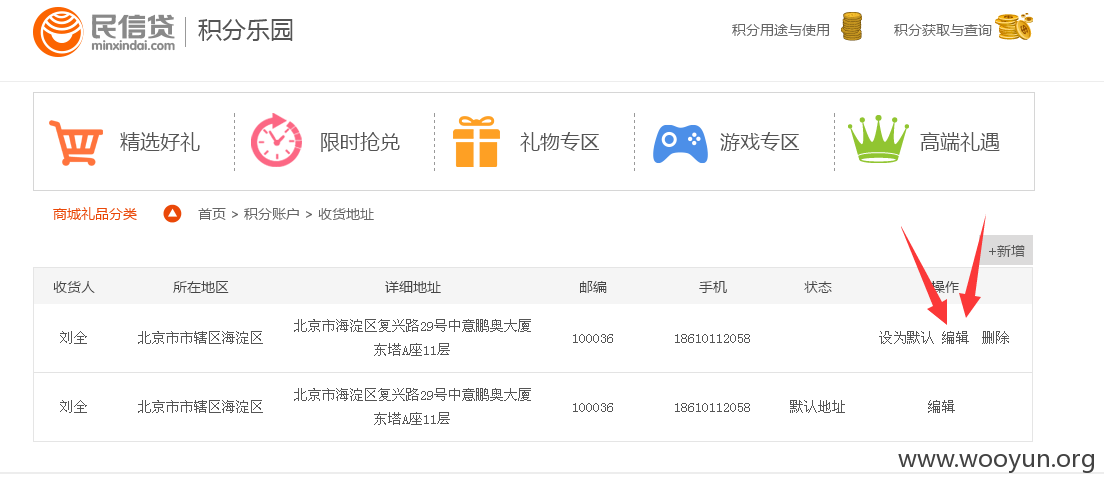 民信贷
minxindai.com
积分乐园
积分用途与使用
积分获取与查询
精选好礼
限时抢兑
礼物专区
游戏专区
高端礼遇
商城礼品分类
首页 > 积分账户 > 收货地址
+新增
收货人 所在地区 详细地址 邮编 手机 状态 操作
刘全 北京市市辖区海淀区 北京市海淀区复兴路29号中意鹏奥大厦
东塔A座11层 100036 18610112058 设为默认 编辑 删除
刘全 北京市市辖区海淀区 北京市海淀区复兴路29号中意鹏奥大厦
东塔A座11层 100036 18610112058 默认地址 编辑
www.wooyun.org